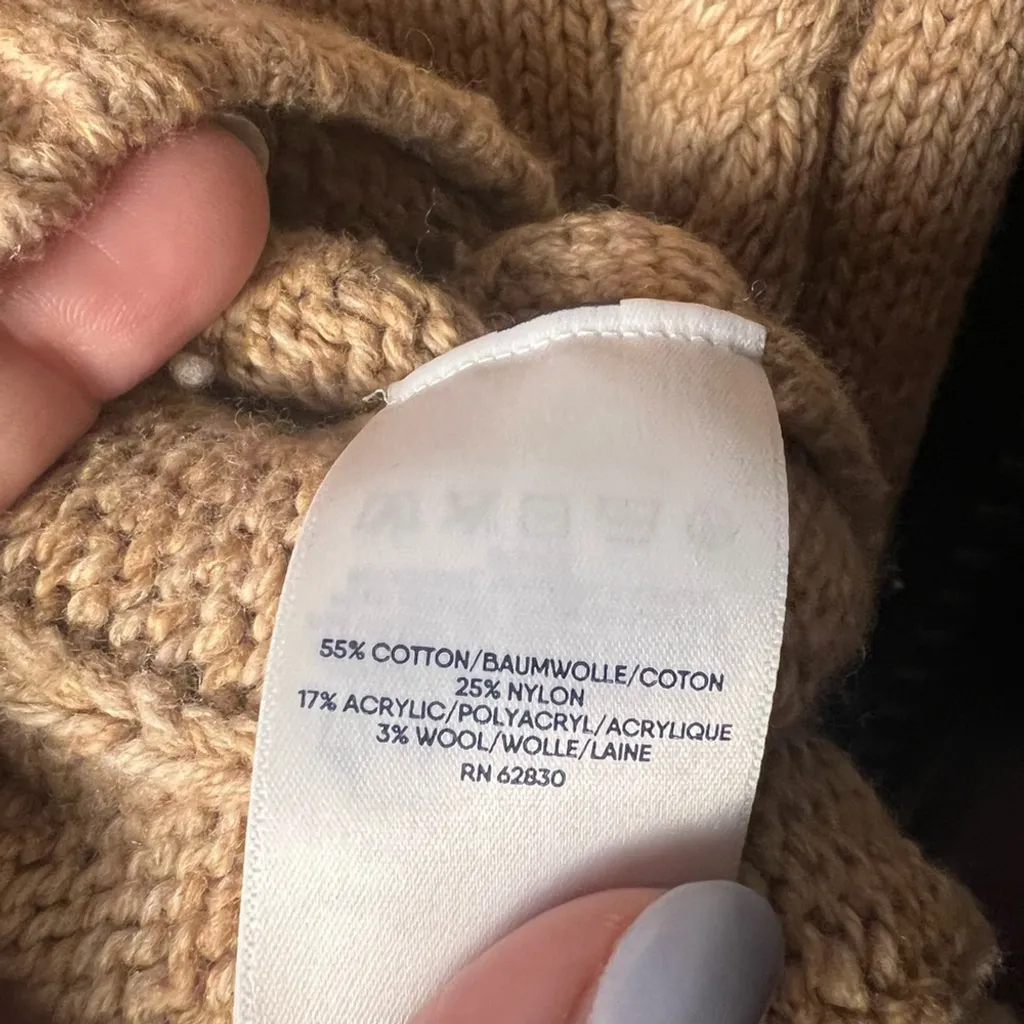 55% COTTON/BAUMWOLLE/COTON
25% NYLON
17% ACRYLIC/POLYACRYL/ACRYLIQUE
3% WOOL/WOLLE/LAINE
RN 62830